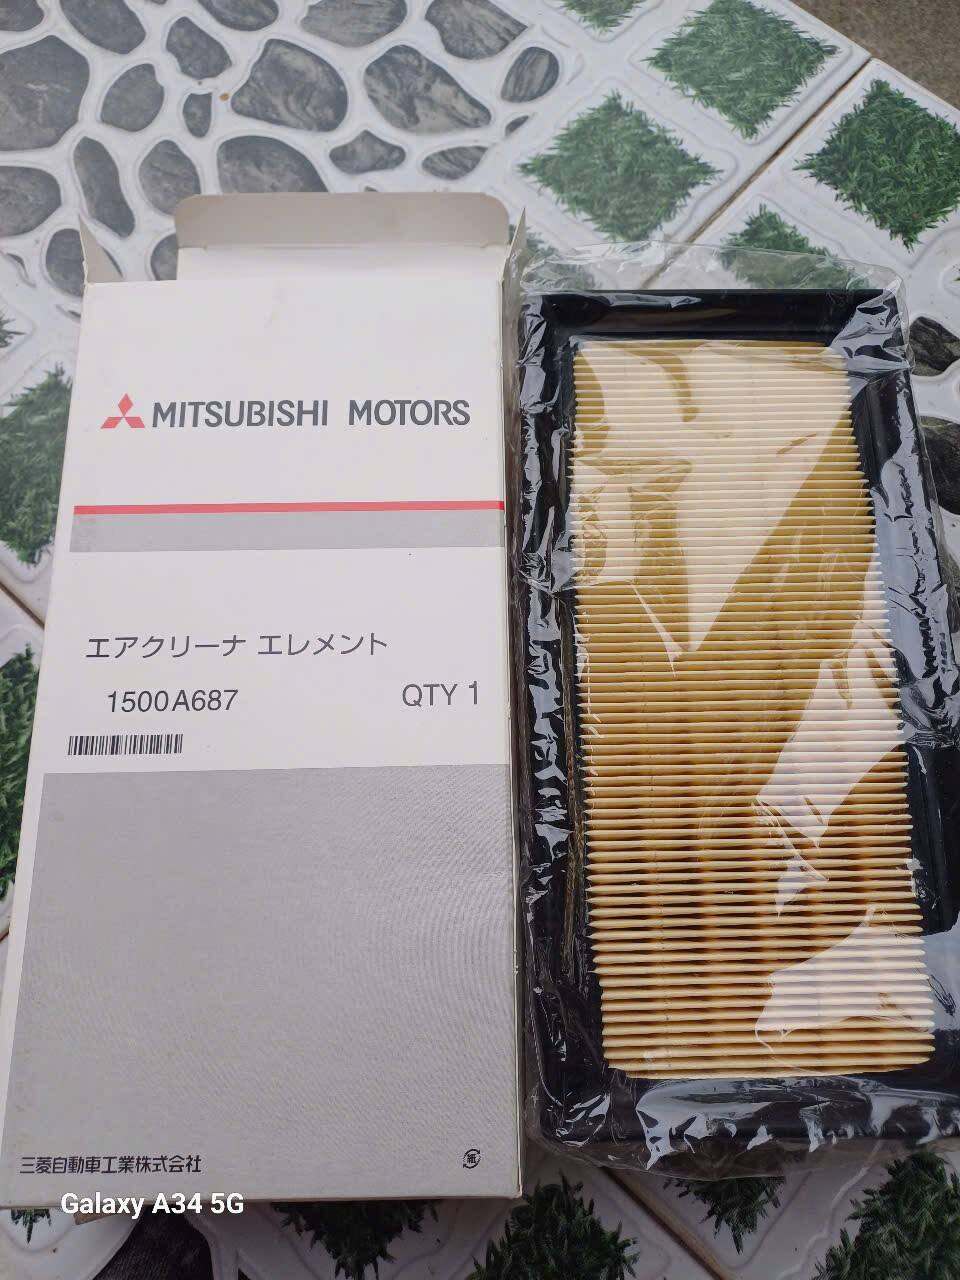 MITSUBISHI MOTORS
エアクリーナ エレメント
1500A687 QTY 1
三菱自動車工業株式会社
紙
Galaxy A34 5G